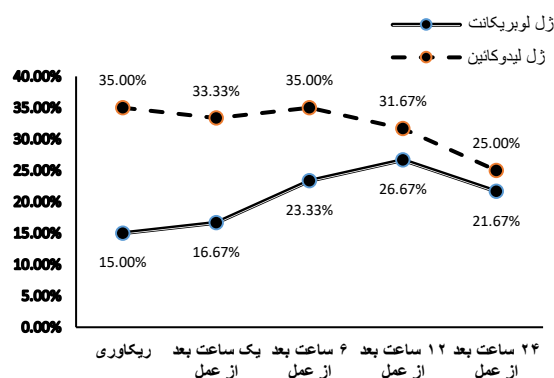 ژل لوبریکانت
ژل لیدوکائین
40.00%
35.00%
30.00%
25.00%
20.00%
15.00%
10.00%
5.00%
0.00%
35.00%
33.33%
35.00%
31.67%
25.00%
15.00%
16.67%
23.33%
26.67%
21.67%
ریکاوری
یک ساعت بعد
از عمل
۶ ساعت بعد
از عمل
۱۲ ساعت بعد
از عمل
۲۴ ساعت بعد
از عمل